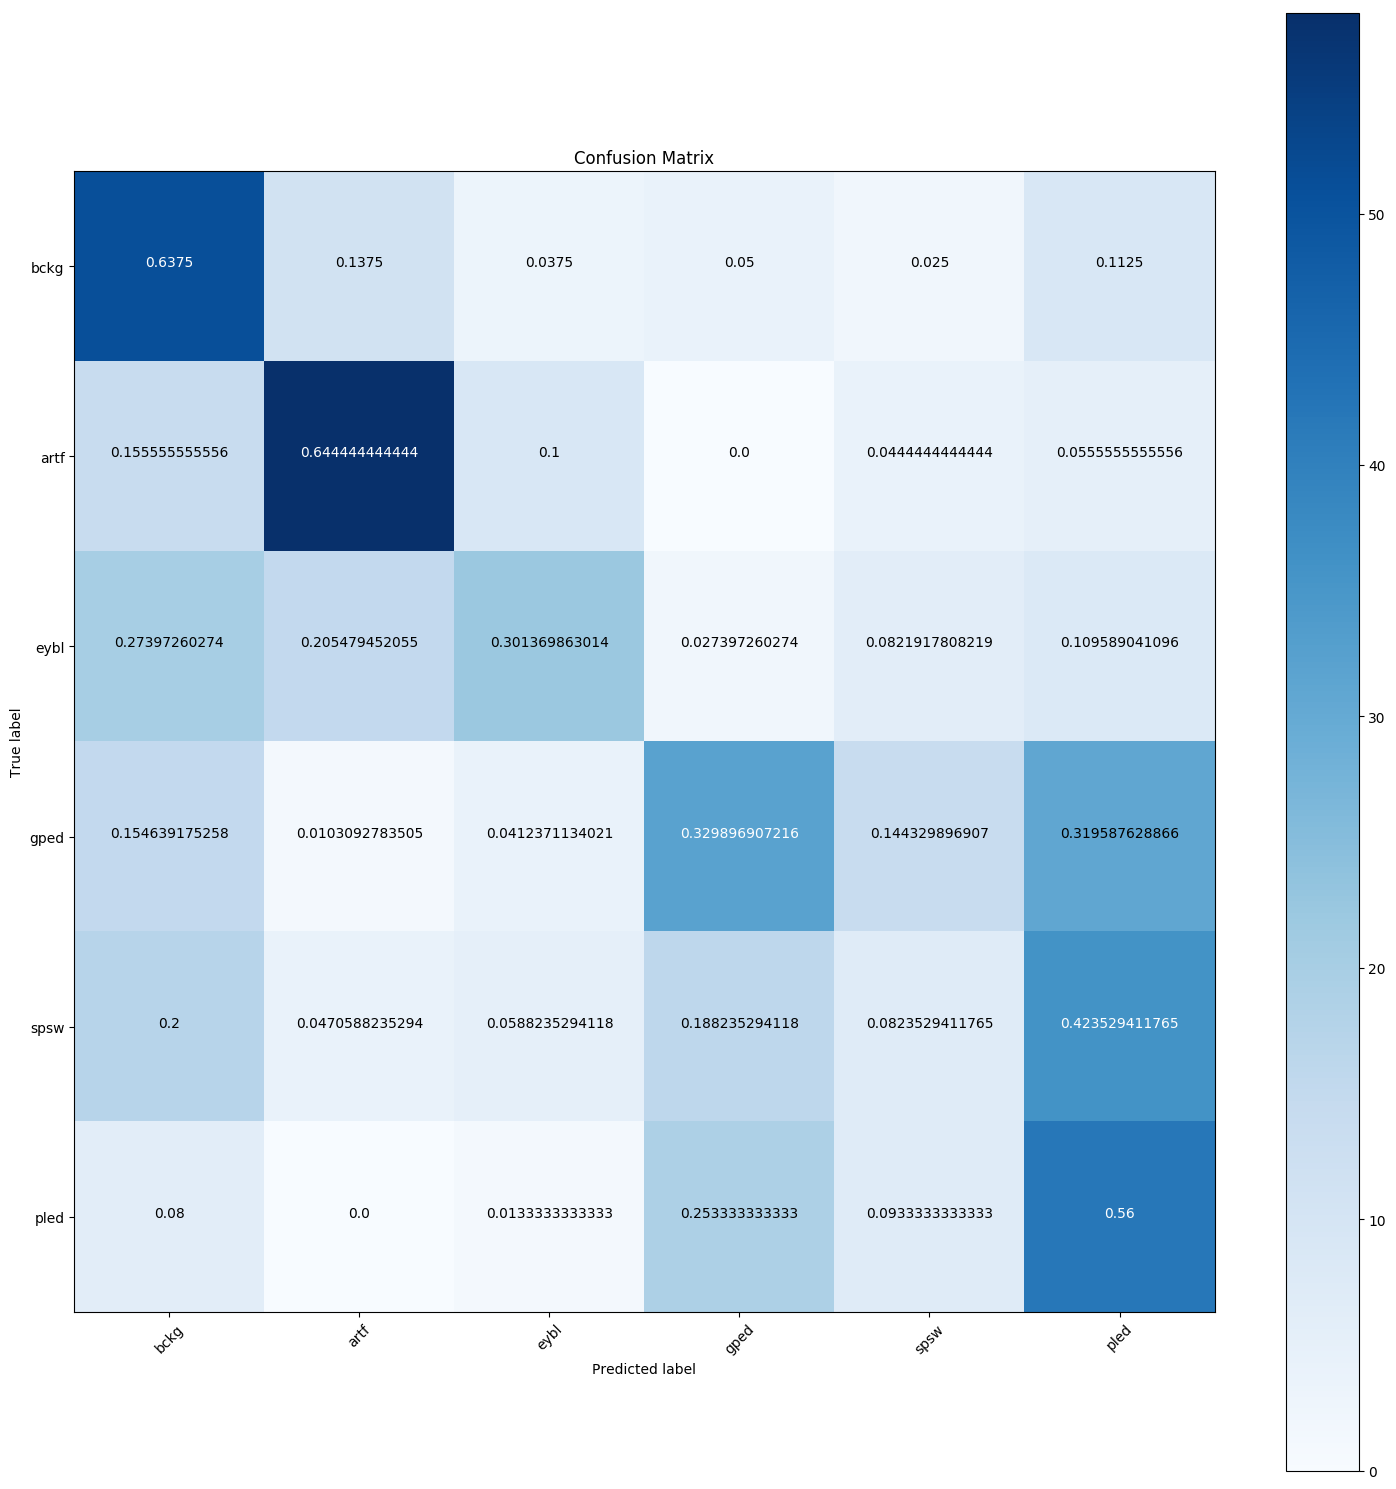 Confusion Matrix
bckg 0.6375 0.1375 0.0375 0.05 0.025 0.1125
artf 0.155555555556 0.644444444444 0.1 0.0 0.0444444444444 0.0555555555556
eybl 0.27397260274 0.205479452055 0.301369863014 0.027397260274 0.0821917808219 0.109589041096
gped 0.154639175258 0.0103092783505 0.0412371134021 0.329896907216 0.144329896907 0.319587628866
spsw 0.2 0.0470588235294 0.0588235294118 0.188235294118 0.0823529411765 0.423529411765
pled 0.08 0.0 0.0133333333333 0.253333333333 0.0933333333333 0.56
True label
bckg artf eybl gped spsw pled
Predicted label
50
40
30
20
10
0